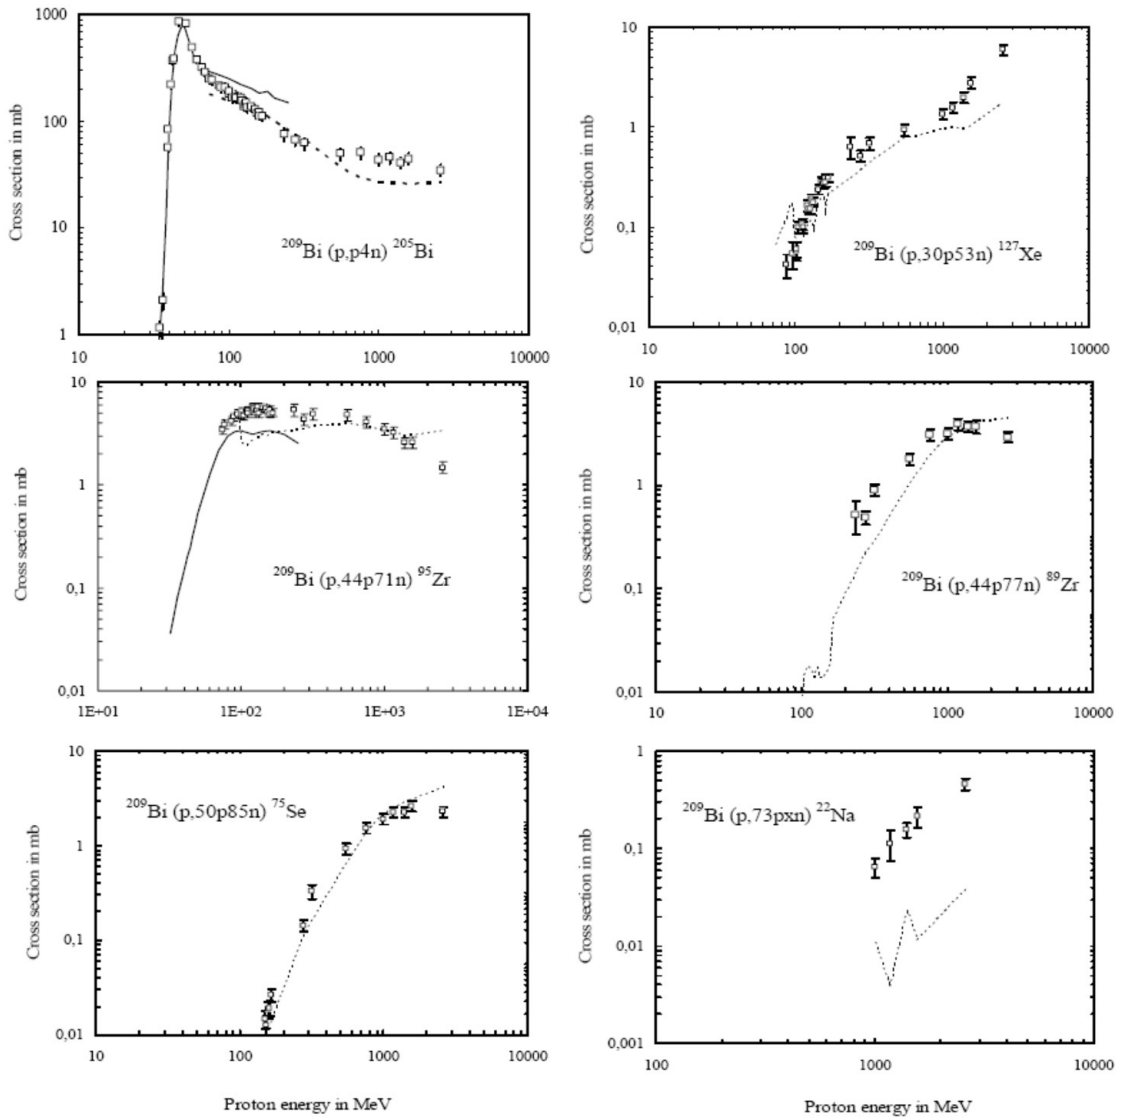 1000
100
10
1
10
100
1000
10000
Cross section in mb
²⁰⁹Bi (p,p4n) ²⁰⁵Bi
10
1
0,1
0,01
10
100
1000
10000
Cross section in mb
²⁰⁹Bi (p,30p53n) ¹²⁷Xe
10
1
0,1
0,01
1E+01
1E+02
1E+03
1E+04
Cross section in mb
²⁰⁹Bi (p,44p71n) ⁹⁵Zr
10
1
0,1
0,01
10
100
1000
10000
Cross section in mb
²⁰⁹Bi (p,44p77n) ⁸⁹Zr
10
1
0,1
0,01
10
100
1000
10000
Cross section in mb
²⁰⁹Bi (p,50p85n) ⁷⁵Se
Proton energy in MeV
1
0,1
0,01
0,001
100
1000
10000
Cross section in mb
²⁰⁹Bi (p,73pxn) ²²Na
Proton energy in MeV